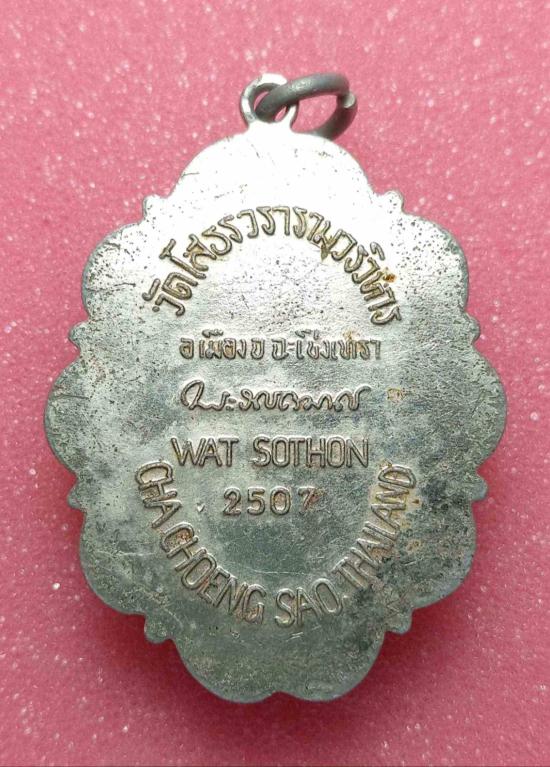 วัดโสธรวรารามวรวิหาร
อ เมือง จ ฉะเชิงเทรา
WAT SOTHON
2507
CHA CHOENG SAO. THAILAND